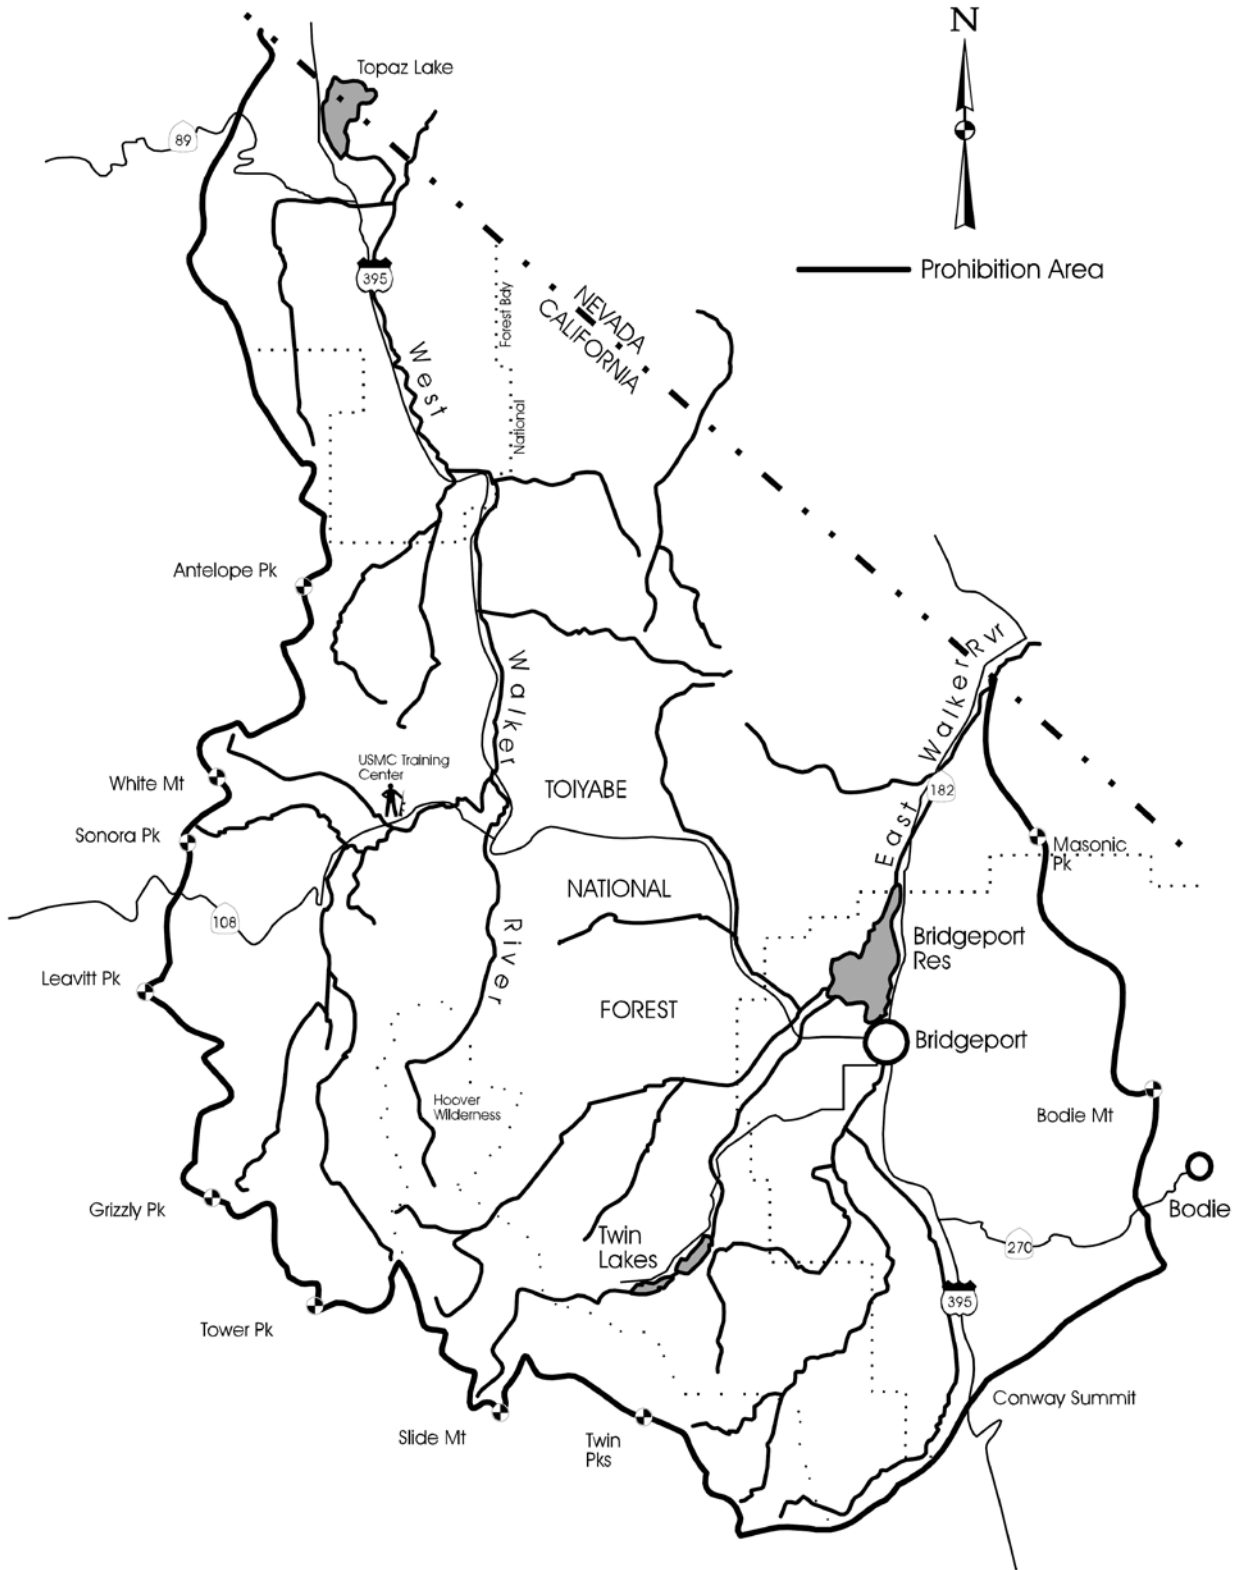 N
Topaz Lake
89
Prohibition Area
395
Forest Bdy
NEVADA
CALIFORNIA
West
National
Antelope Pk
Walker Rvr
Walker
USMC Training
Center
White Mt
TOIYABE
182
East
Sonora Pk
Masonic
Pk
NATIONAL
108
River
Bridgeport
Res
Leavitt Pk
FOREST
Bridgeport
Hoover
Wilderness
Bodie Mt
Grizzly Pk
Bodie
Twin
Lakes
270
395
Tower Pk
Conway Summit
Slide Mt
Twin
Pks